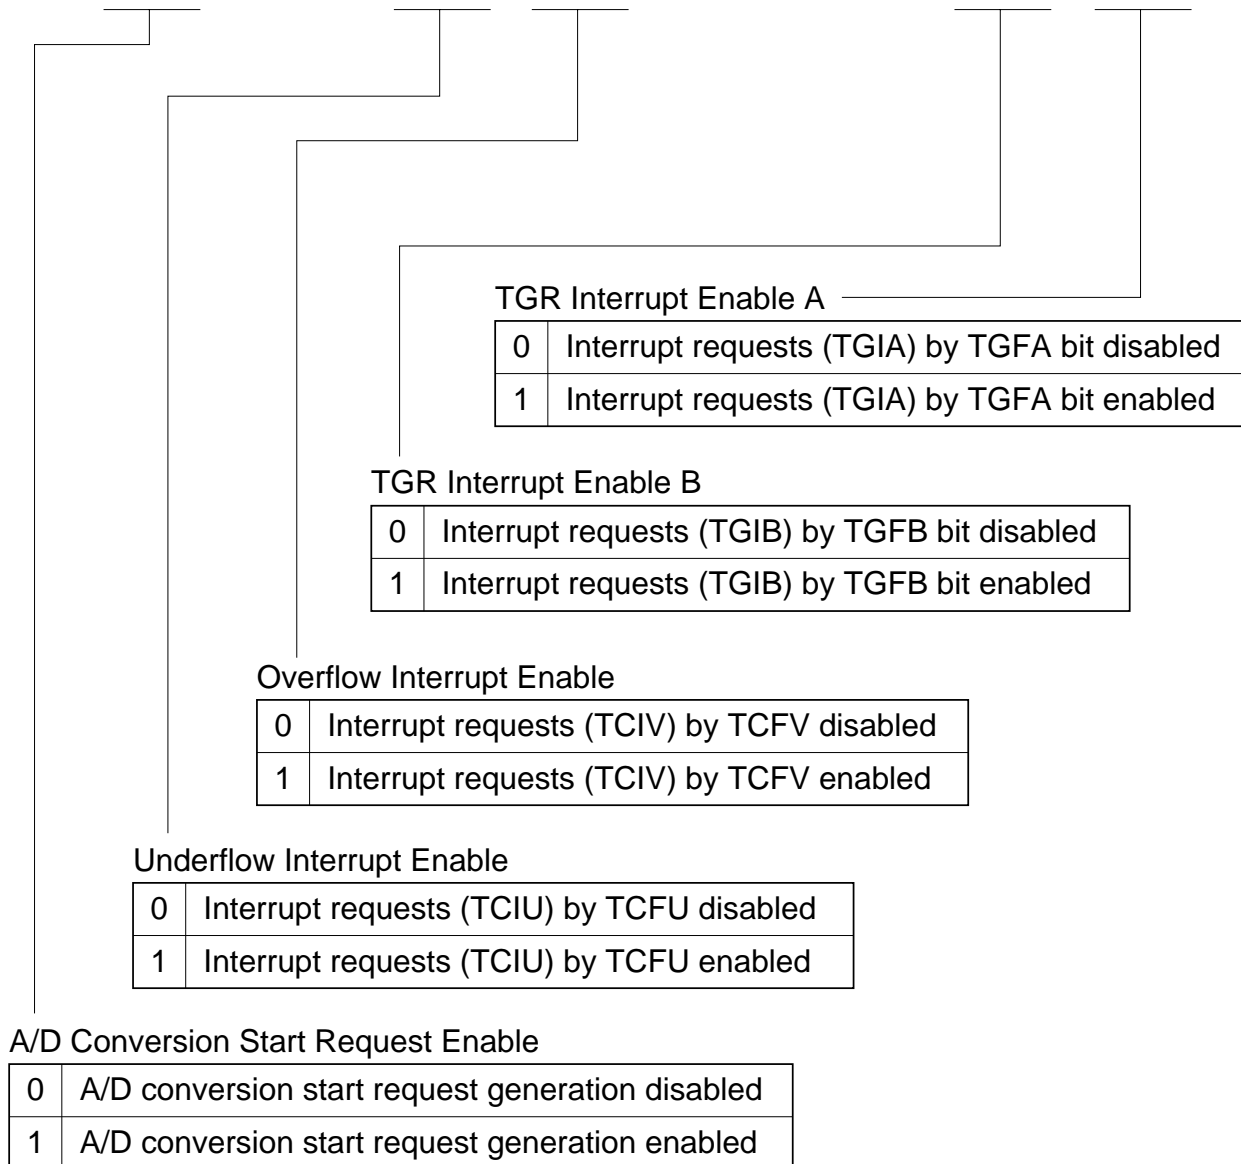 TGR Interrupt Enable A
0 Interrupt requests (TGIA) by TGFA bit disabled
1 Interrupt requests (TGIA) by TGFA bit enabled
TGR Interrupt Enable B
0 Interrupt requests (TGIB) by TGFB bit disabled
1 Interrupt requests (TGIB) by TGFB bit enabled
Overflow Interrupt Enable
0 Interrupt requests (TCIV) by TCFV disabled
1 Interrupt requests (TCIV) by TCFV enabled
Underflow Interrupt Enable
0 Interrupt requests (TCIU) by TCFU disabled
1 Interrupt requests (TCIU) by TCFU enabled
A/D Conversion Start Request Enable
0 A/D conversion start request generation disabled
1 A/D conversion start request generation enabled